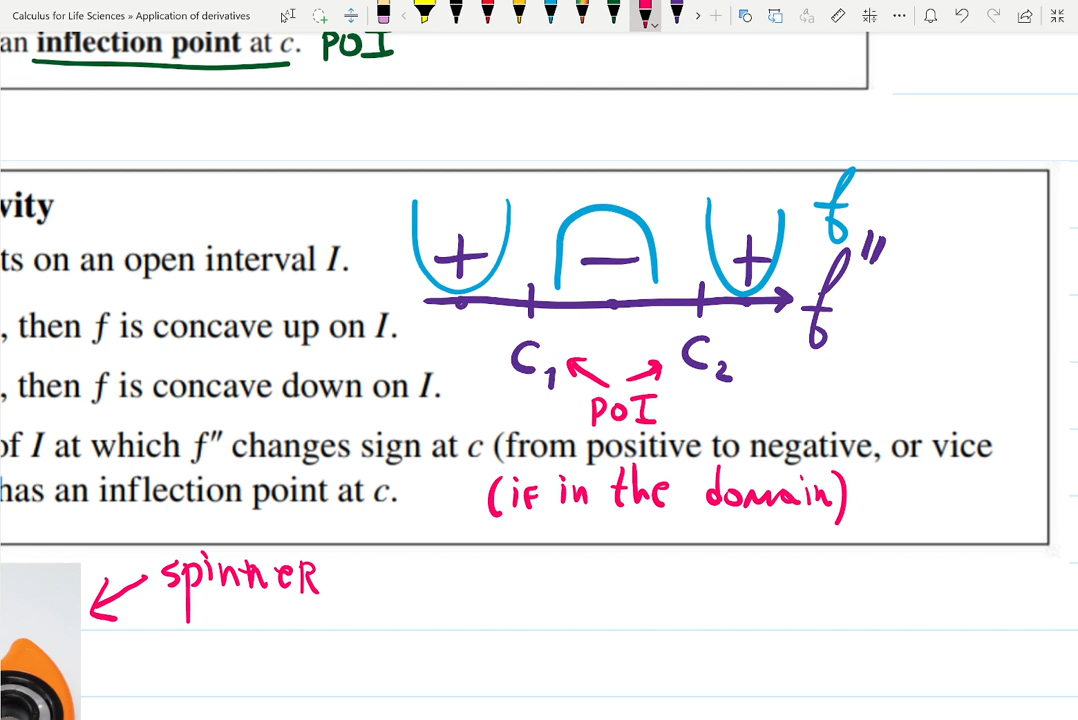 Calculus for Life Sciences » Application of derivatives
an inflection point at c. POI
vity
f
ts on an open interval I.
+ − + f″
, then f is concave up on I.
C₁ C₂
, then f is concave down on I.
POI
of I at which f″ changes sign at c (from positive to negative, or vice
has an inflection point at c. (if in the domain)
spinner